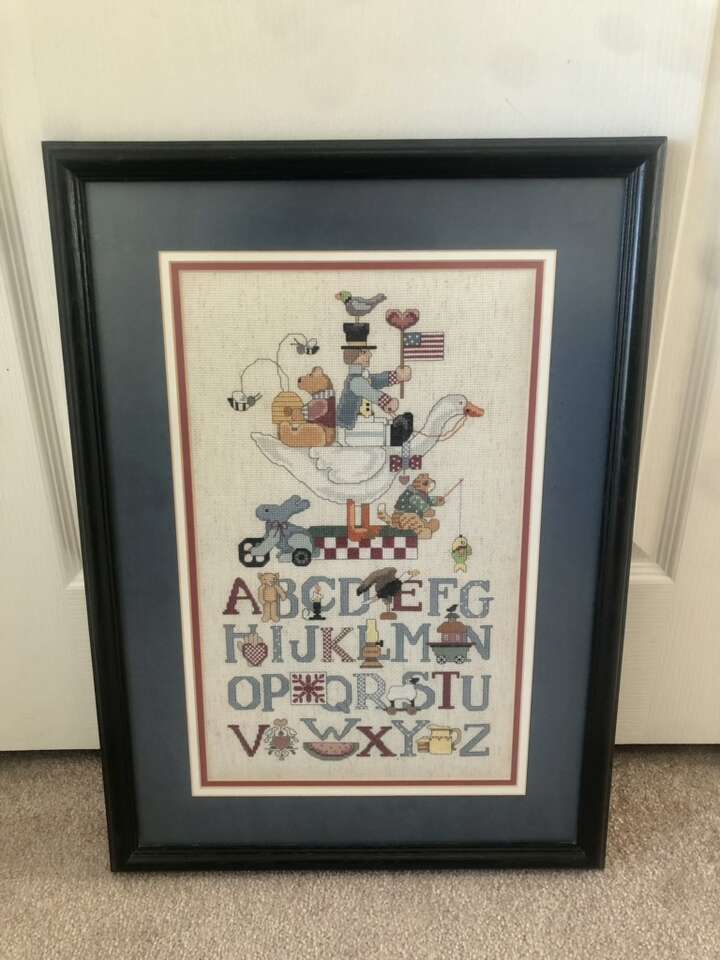 ABCDEFG
HIJKLMN
OPQRSTU
VWXYZ